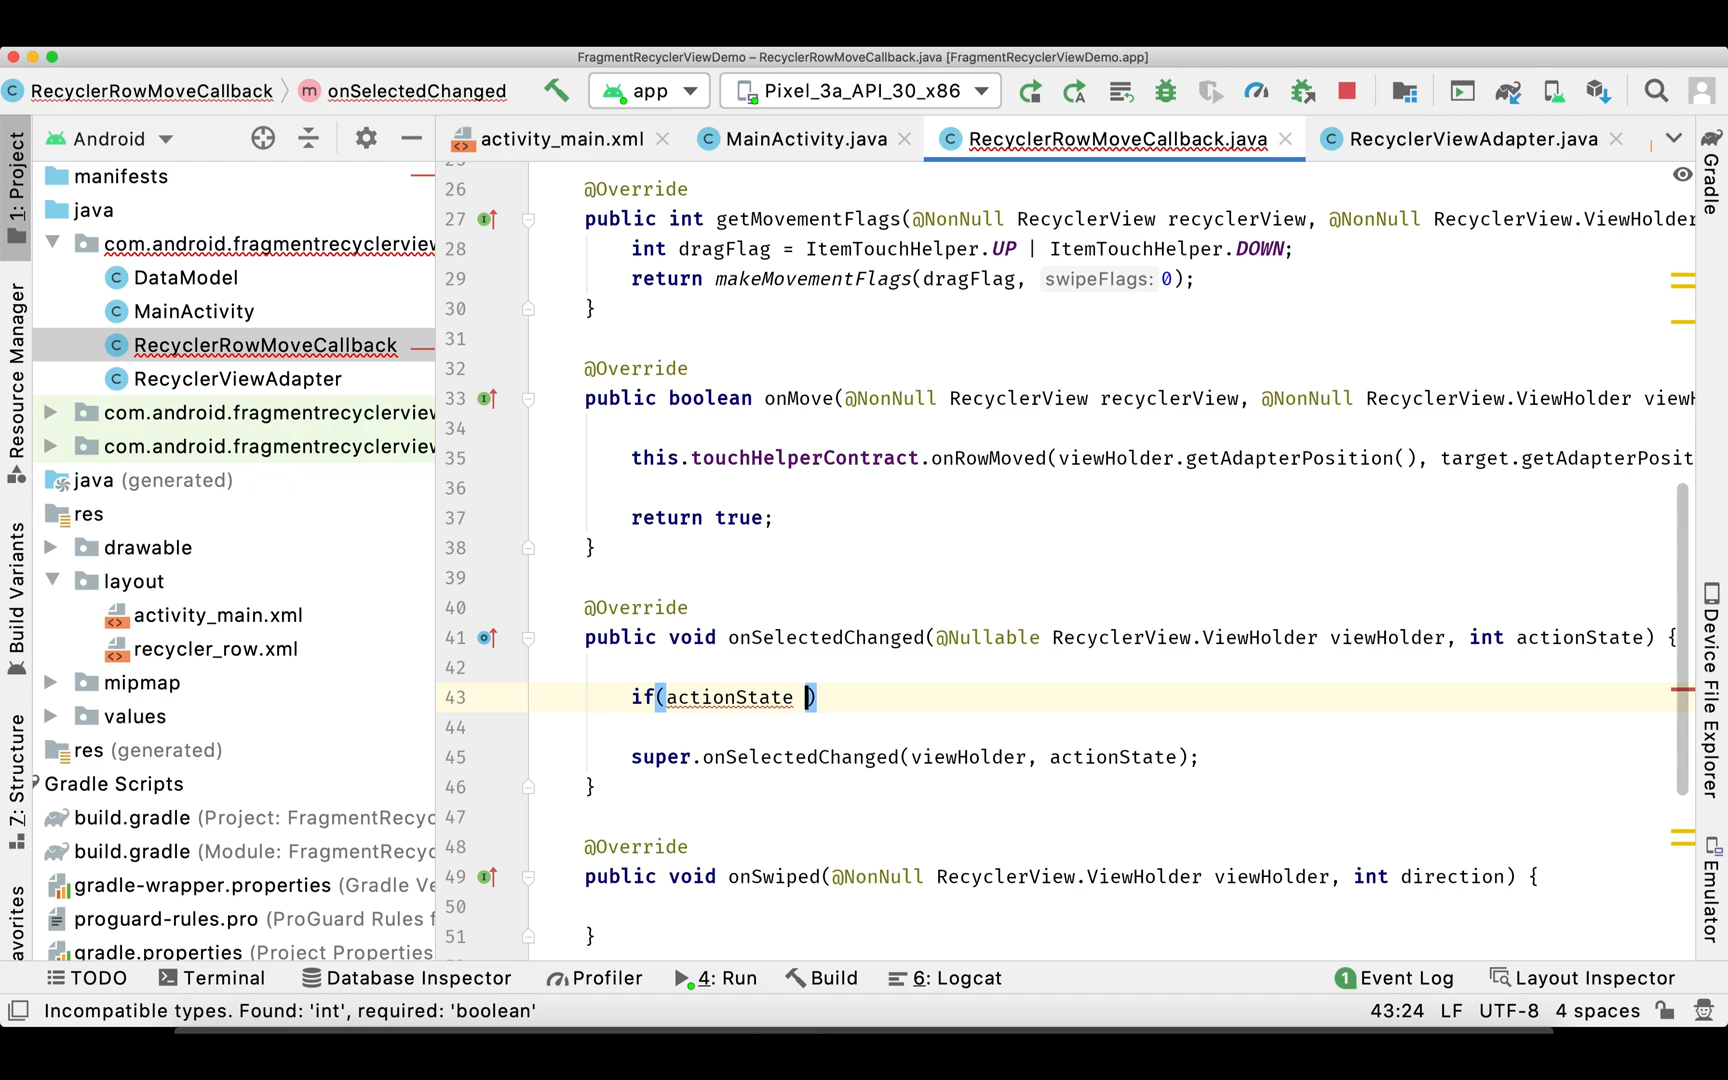 FragmentRecyclerViewDemo – RecyclerRowMoveCallback.java [FragmentRecyclerViewDemo.app]
RecyclerRowMoveCallback onSelectedChanged app Pixel_3a_API_30_x86
Android activity_main.xml MainActivity.java RecyclerRowMoveCallback.java RecyclerViewAdapter.java
1: Project
Resource Manager
Build Variants
7: Structure
avorites
manifests
java
com.android.fragmentrecyclerview
DataModel
MainActivity
RecyclerRowMoveCallback
RecyclerViewAdapter
com.android.fragmentrecyclerview
com.android.fragmentrecyclerview
java (generated)
res
drawable
layout
activity_main.xml
recycler_row.xml
mipmap
values
res (generated)
Gradle Scripts
build.gradle (Project: FragmentRecyc
build.gradle (Module: FragmentRecyc
gradle-wrapper.properties (Gradle Ve
proguard-rules.pro (ProGuard Rules f
gradle.properties (Project Properties
26 @Override
27 public int getMovementFlags(@NonNull RecyclerView recyclerView, @NonNull RecyclerView.ViewHolder
28 int dragFlag = ItemTouchHelper.UP | ItemTouchHelper.DOWN;
29 return makeMovementFlags(dragFlag, swipeFlags: 0);
30 }
31
32 @Override
33 public boolean onMove(@NonNull RecyclerView recyclerView, @NonNull RecyclerView.ViewHolder viewH
34
35 this.touchHelperContract.onRowMoved(viewHolder.getAdapterPosition(), target.getAdapterPosit
36
37 return true;
38 }
39
40 @Override
41 public void onSelectedChanged(@Nullable RecyclerView.ViewHolder viewHolder, int actionState) {
42
43 if(actionState )
44
45 super.onSelectedChanged(viewHolder, actionState);
46 }
47
48 @Override
49 public void onSwiped(@NonNull RecyclerView.ViewHolder viewHolder, int direction) {
50
51 }
Gradle
Device File Explorer
Emulator
TODO Terminal Database Inspector Profiler 4: Run Build 6: Logcat 1 Event Log Layout Inspector
Incompatible types. Found: 'int', required: 'boolean' 43:24 LF UTF-8 4 spaces